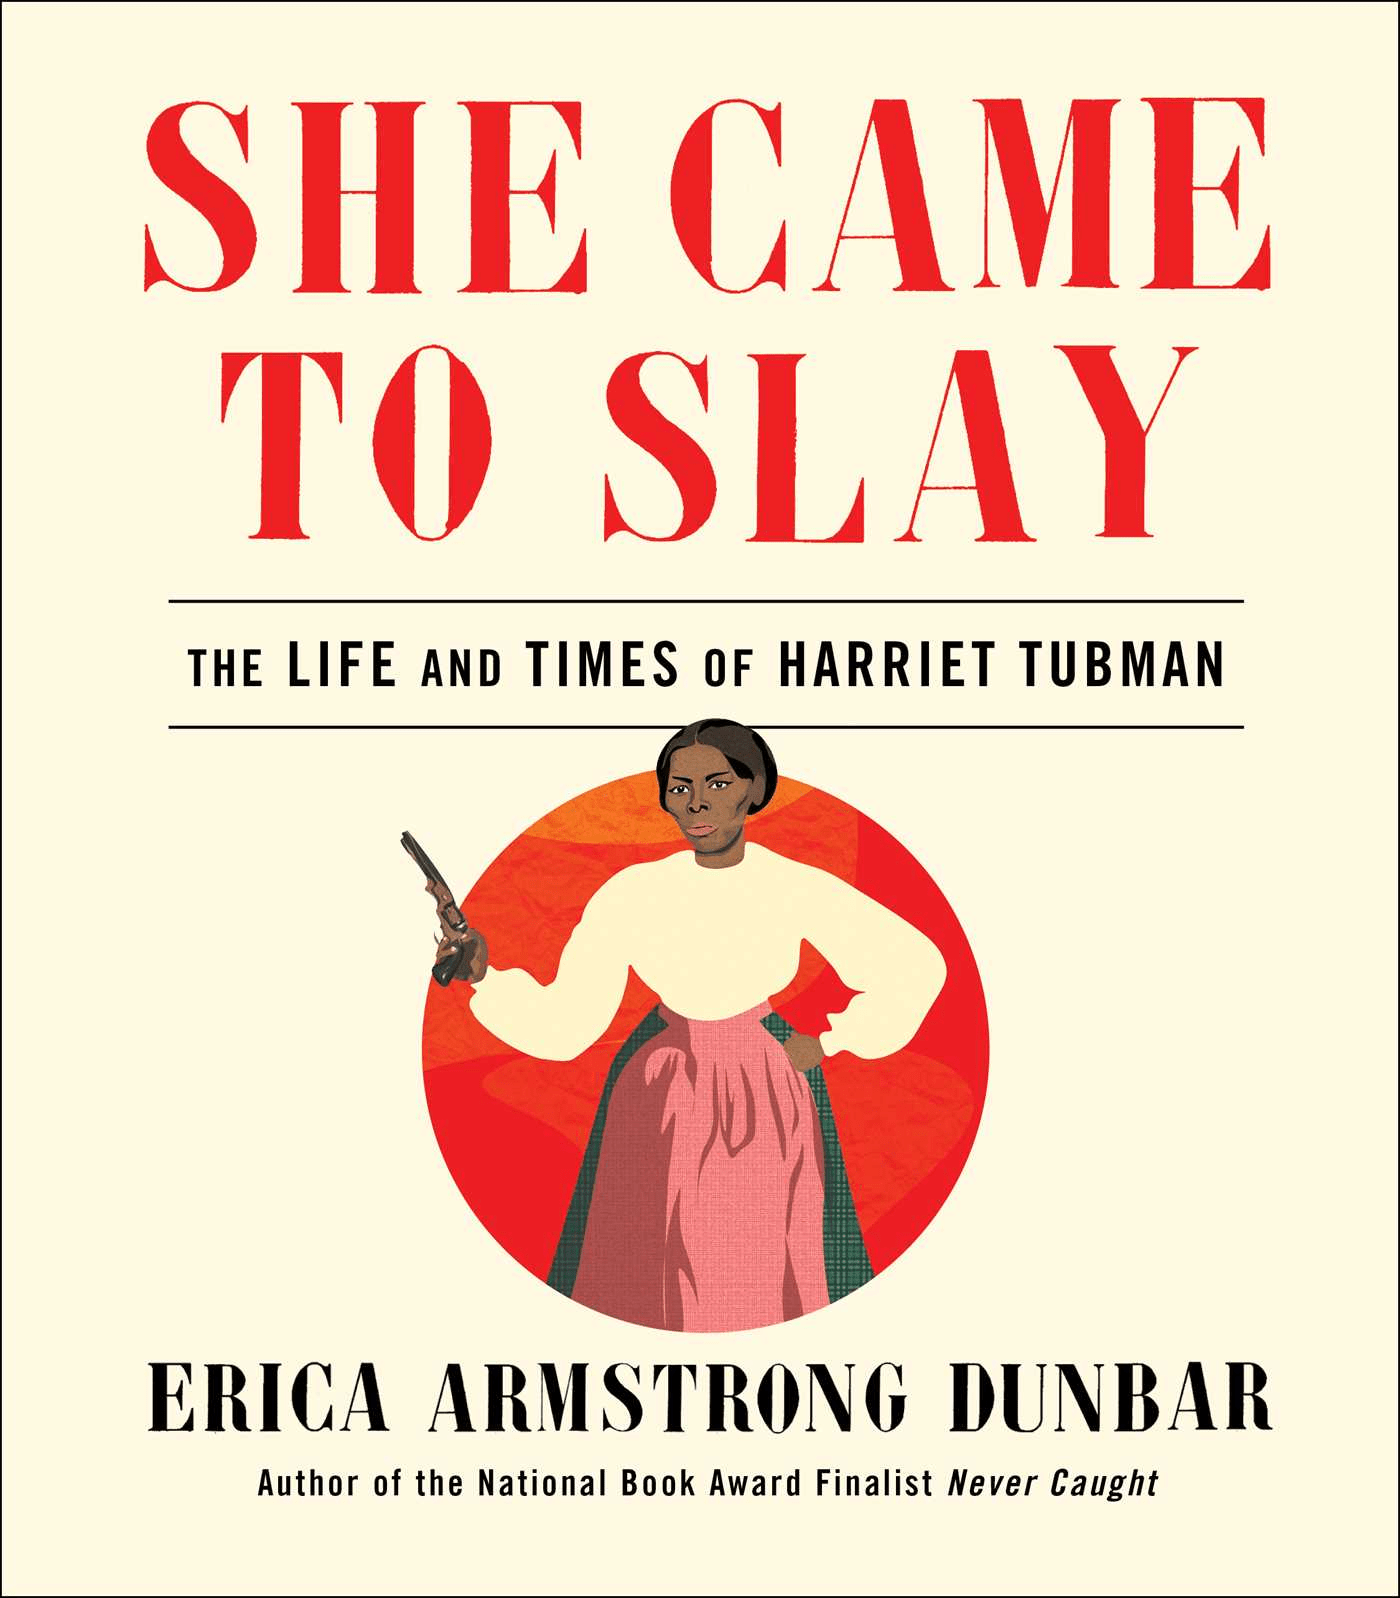 SHE CAME
TO SLAY
THE LIFE AND TIMES OF HARRIET TUBMAN
ERICA ARMSTRONG DUNBAR
Author of the National Book Award Finalist Never Caught